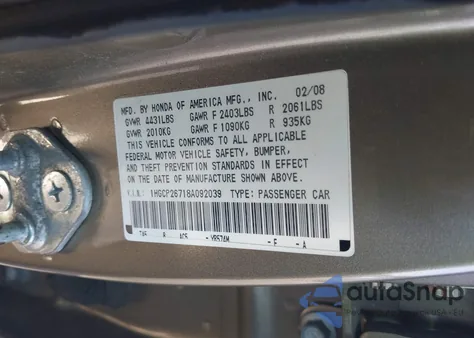 MFD. BY HONDA OF AMERICA MFG., INC. 02/08
GVWR 4431LBS GAWR F 2403LBS R 2061LBS
GVWR 2010KG GAWR F 1090KG R 935KG
THIS VEHICLE CONFORMS TO ALL APPLICABLE
FEDERAL MOTOR VEHICLE SAFETY, BUMPER,
AND THEFT PREVENTION STANDARDS IN EFFECT
ON THE DATE OF MANUFACTURE SHOWN ABOVE.
V.I.N.: 1HGCP26718A092039 TYPE: PASSENGER CAR
YR574M - F - A
autoSnap